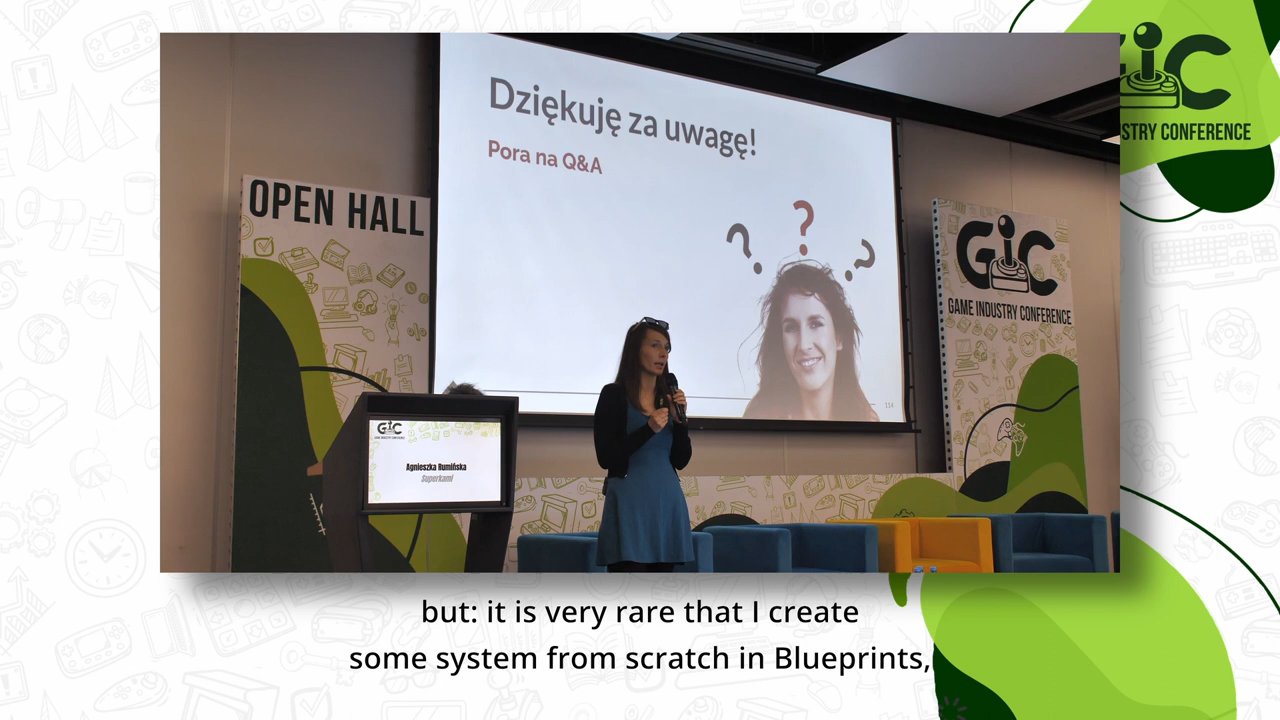 GIC
STRY CONFERENCE
Dziękuję za uwagę!
Pora na Q&A
? ? ?
114
OPEN HALL
GIC
GAME INDUSTRY CONFERENCE
GIC
Agnieszka Rumińska
Superkami
but: it is very rare that I create
some system from scratch in Blueprints,